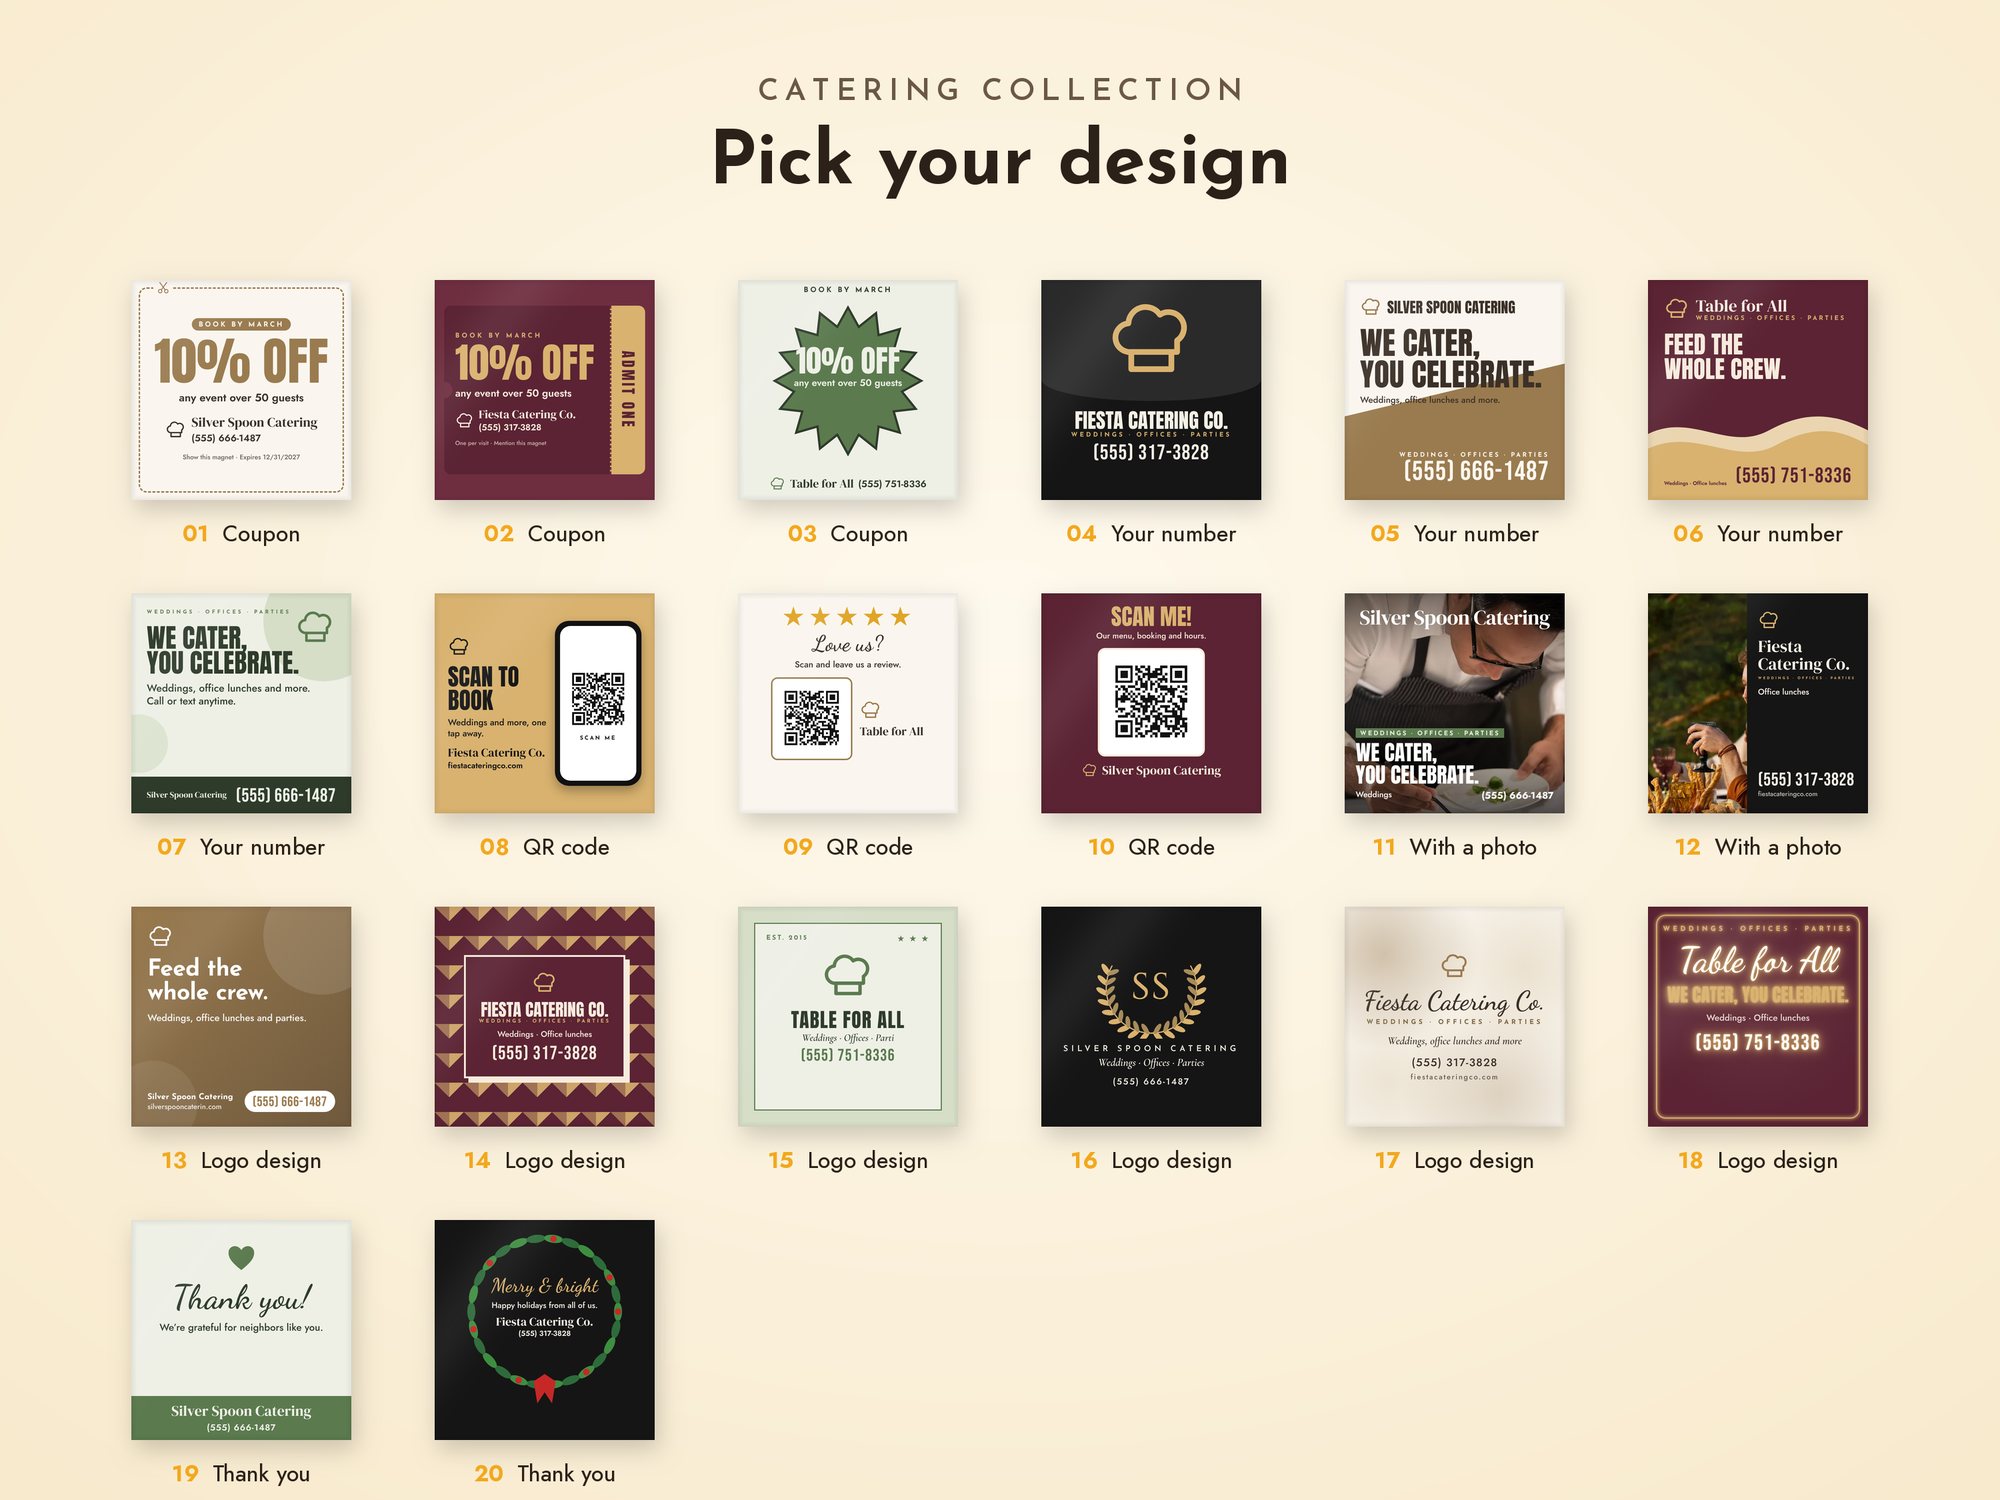 CATERING COLLECTION
Pick your design
BOOK BY MARCH
10% OFF
any event over 50 guests
Silver Spoon Catering
(555) 666-1487
Show this magnet · Expires 12/31/2027
01 Coupon
BOOK BY MARCH
10% OFF
any event over 50 guests
Fiesta Catering Co.
(555) 317-3828
One per visit · Mention this magnet
ADMIT ONE
02 Coupon
BOOK BY MARCH
10% OFF
any event over 50 guests
Table for All (555) 751-8336
03 Coupon
FIESTA CATERING CO.
WEDDINGS · OFFICES · PARTIES
(555) 317-3828
04 Your number
SILVER SPOON CATERING
WE CATER,
YOU CELEBRATE.
Weddings, office lunches and more.
WEDDINGS · OFFICES · PARTIES
(555) 666-1487
05 Your number
Table for All
WEDDINGS · OFFICES · PARTIES
FEED THE
WHOLE CREW.
Weddings · Office lunches (555) 751-8336
06 Your number
WEDDINGS · OFFICES · PARTIES
WE CATER,
YOU CELEBRATE.
Weddings, office lunches and more.
Call or text anytime.
Silver Spoon Catering (555) 666-1487
07 Your number
SCAN TO
BOOK
Weddings and more, one
tap away.
Fiesta Catering Co.
fiestacateringco.com
SCAN ME
08 QR code
Love us?
Scan and leave us a review.
Table for All
09 QR code
SCAN ME!
Our menu, booking and hours.
Silver Spoon Catering
10 QR code
Silver Spoon Catering
WEDDINGS · OFFICES · PARTIES
WE CATER,
YOU CELEBRATE.
Weddings (555) 666-1487
11 With a photo
Fiesta
Catering Co.
WEDDINGS · OFFICES · PARTIES
Office lunches
(555) 317-3828
fiestacateringco.com
12 With a photo
Feed the
whole crew.
Weddings, office lunches and parties.
Silver Spoon Catering
silverspooncaterin.com
(555) 666-1487
13 Logo design
FIESTA CATERING CO.
WEDDINGS · OFFICES · PARTIES
Weddings · Office lunches
(555) 317-3828
14 Logo design
EST. 2015
TABLE FOR ALL
Weddings · Offices · Parti
(555) 751-8336
15 Logo design
SS
SILVER SPOON CATERING
Weddings · Offices · Parties
(555) 666-1487
16 Logo design
Fiesta Catering Co.
WEDDINGS · OFFICES · PARTIES
Weddings, office lunches and more
(555) 317-3828
fiestacateringco.com
17 Logo design
WEDDINGS · OFFICES · PARTIES
Table for All
WE CATER, YOU CELEBRATE.
Weddings · Office lunches
(555) 751-8336
18 Logo design
Thank you!
We're grateful for neighbors like you.
Silver Spoon Catering
(555) 666-1487
19 Thank you
Merry & bright
Happy holidays from all of us.
Fiesta Catering Co.
(555) 317-3828
20 Thank you